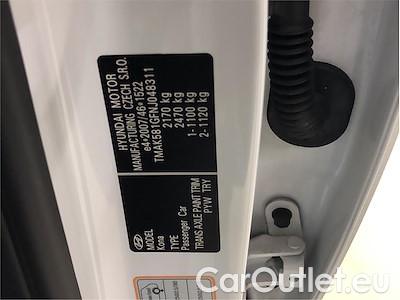 HYUNDAI MOTOR
MANUFACTURING CZECH S.R.O.
e4*2007/46*1522
TMAK581GFNJ048311
2170 kg
2470 kg
1-1100 kg
2-1120 kg
MODEL
Kona
TYPE
Passenger Car
TRANS AXLE PAINT TRIM
PYW TRY
CarOutlet.eu